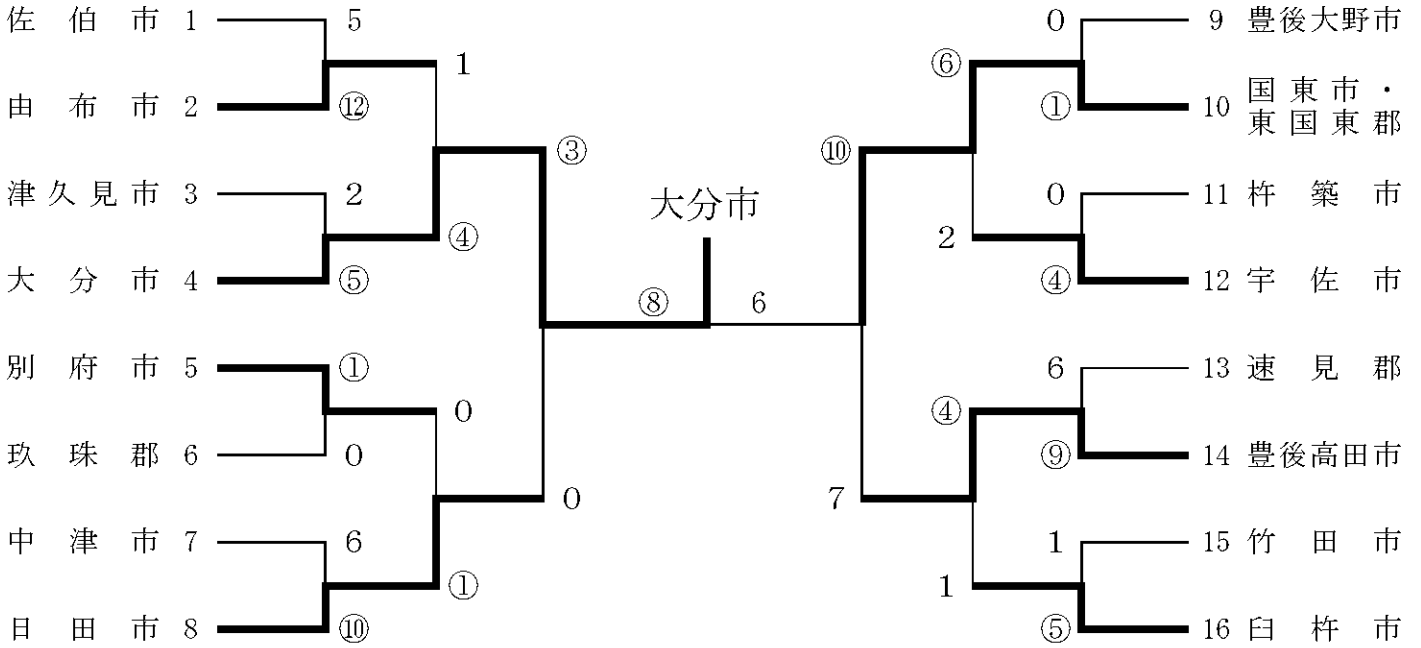 佐伯市 1 5
1
由布市 2 ⑫
③
津久見市 3 2
④
大分市 4 ⑤
⑧
別府市 5 ①
0
玖珠郡 6 0
0
中津市 7 6
①
日田市 8 ⑩
大分市
6
0 9 豊後大野市
⑥
① 10 国東市・
東国東郡
⑩
0 11 杵築市
2
④ 12 宇佐市
6 13 速見郡
④
⑨ 14 豊後高田市
7
1 15 竹田市
1
⑤ 16 臼杵市